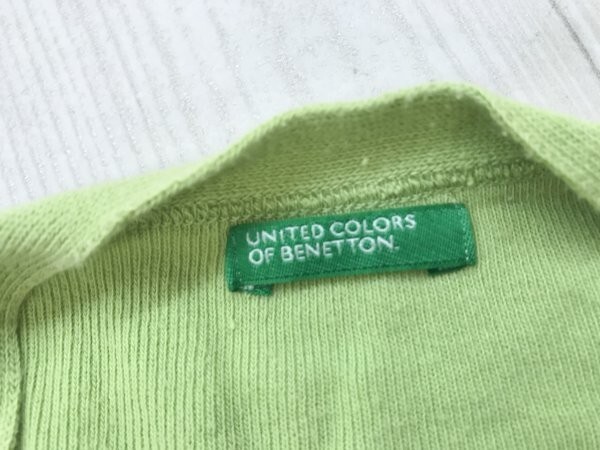 UNITED COLORS
OF BENETTON.